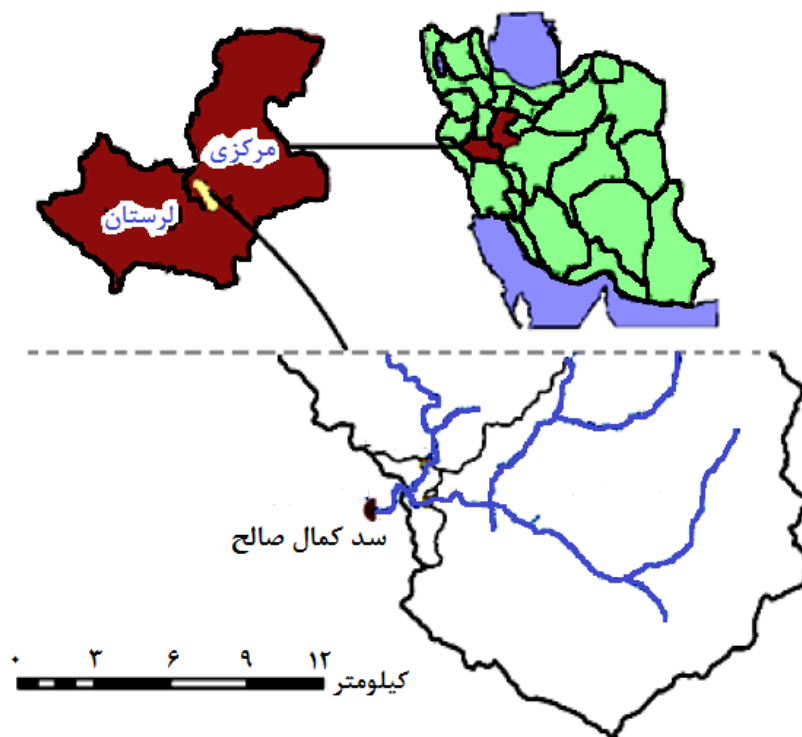 مرکزی
لرستان
سد کمال صالح
۰ ۳ ۶ ۹ ۱۲
کیلومتر